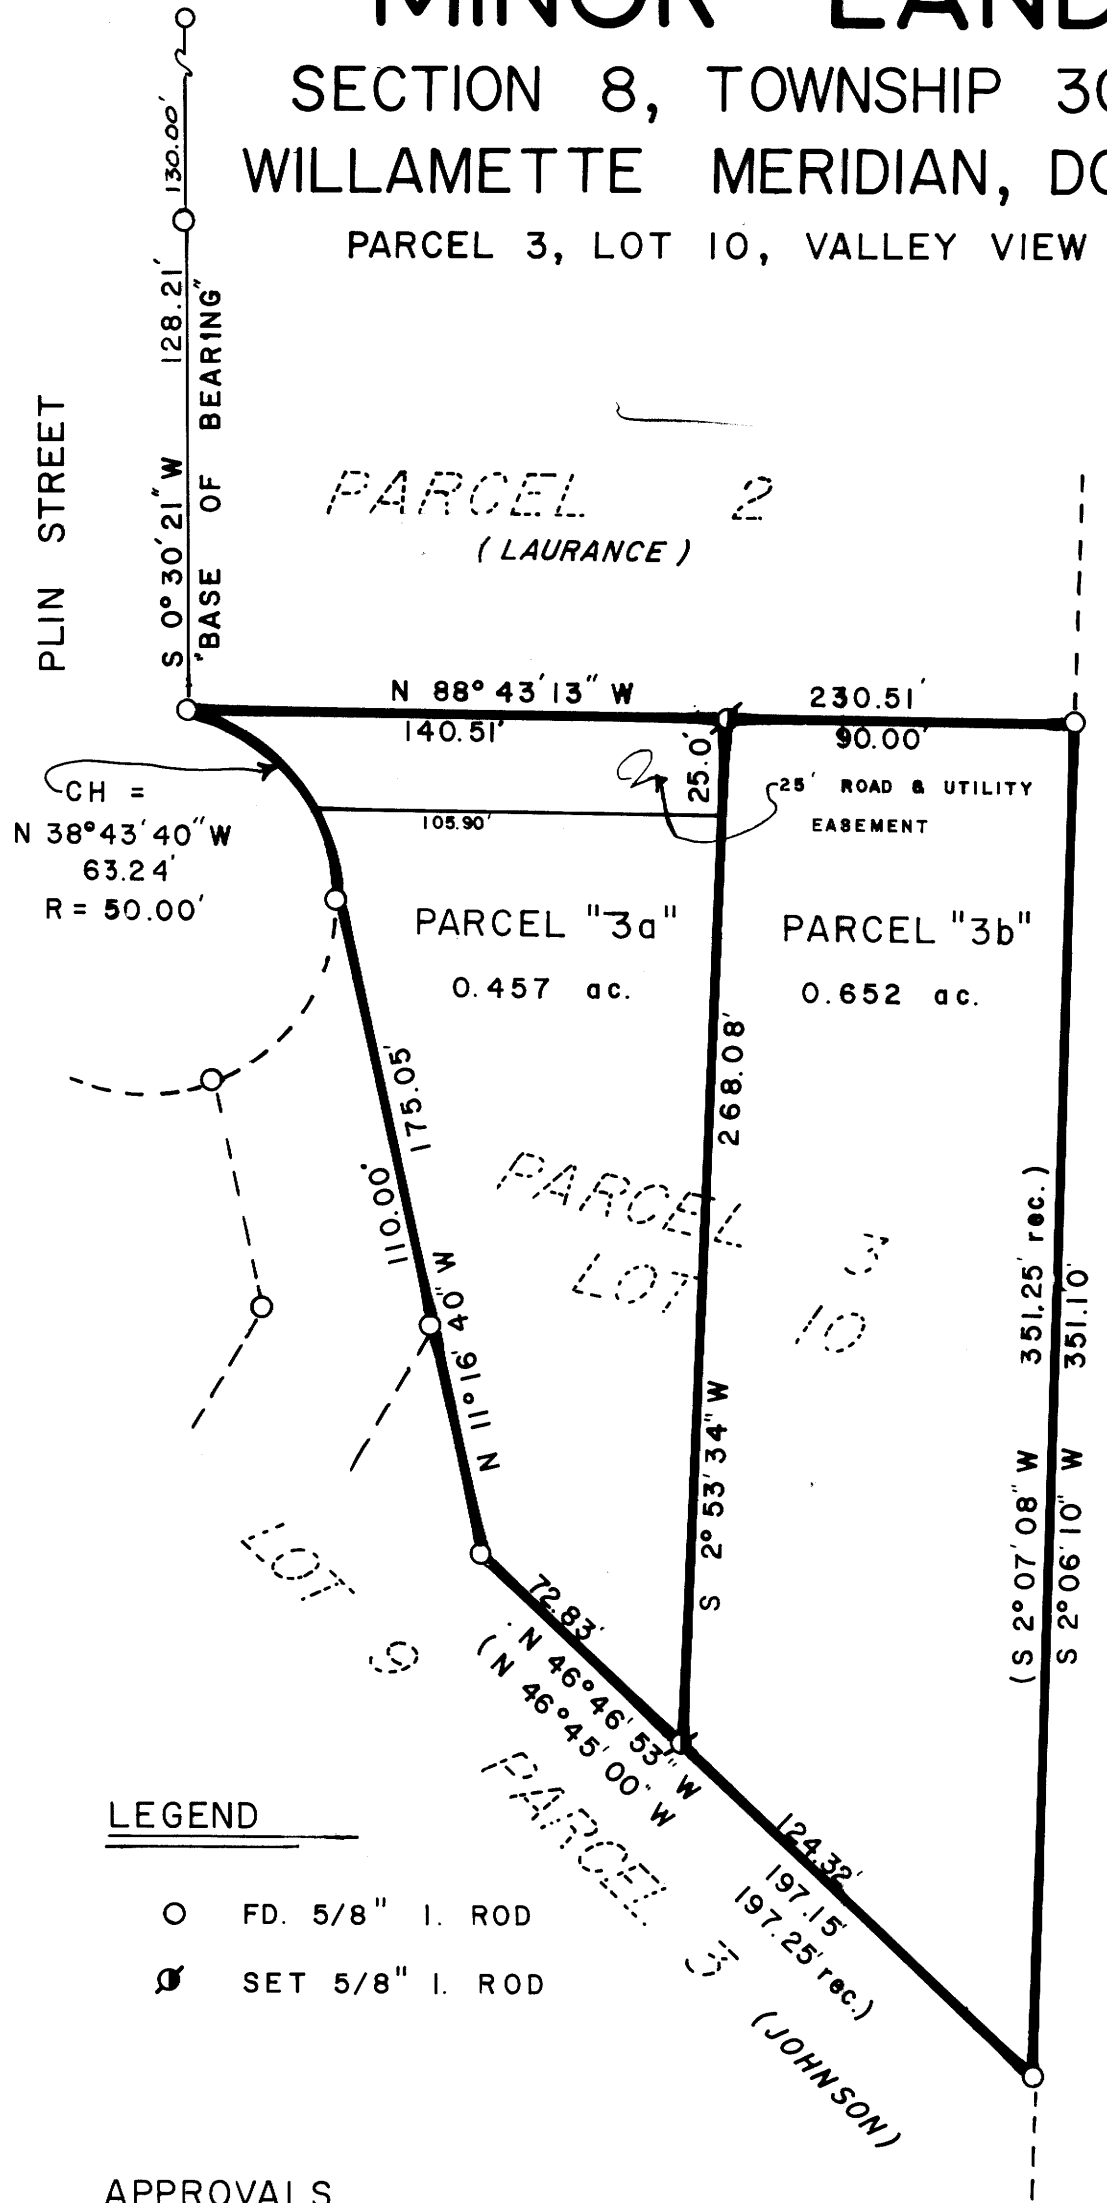 MINOR LAND
SECTION 8, TOWNSHIP 30
WILLAMETTE MERIDIAN, DO
PARCEL 3, LOT 10, VALLEY VIEW
130.00'
128.21'
S 0° 30' 21" W
"BASE OF BEARING"
PLIN STREET
PARCEL 2
(LAURANCE)
N 88° 43' 13" W
230.51'
140.51'
90.00'
25.0'
25' ROAD & UTILITY
EASEMENT
105.90'
CH =
N 38° 43' 40" W
63.24'
R = 50.00'
PARCEL "3a"
0.457 ac.
PARCEL "3b"
0.652 ac.
175.05'
110.00'
N 11° 16' 40" W
268.08'
S 2° 53' 34" W
PARCEL 3
LOT 10
351.25' rec.)
(S 2° 07' 08" W
351.10'
S 2° 06' 10" W
LOT 9
72.83'
N 46° 46' 53" W
(N 46° 45' 00" W
124.32'
197.15'
197.25' rec.)
PARCEL 3
(JOHNSON)
LEGEND
FD. 5/8" I. ROD
SET 5/8" I. ROD
APPROVALS